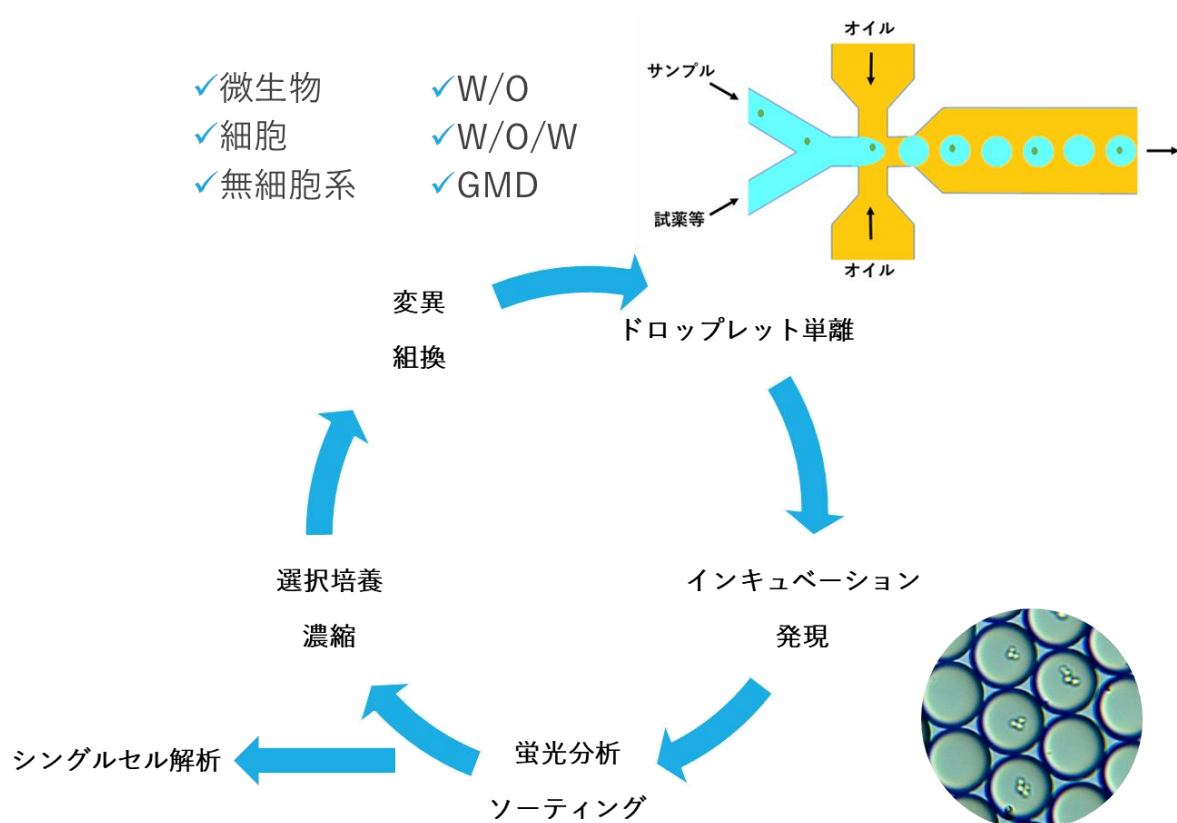 ✓微生物
✓細胞
✓無細胞系
✓W/O
✓W/O/W
✓GMD
オイル
サンプル
試薬等
オイル
変異
組換
ドロップレット単離
インキュベーション
発現
蛍光分析
ソーティング
シングルセル解析
選択培養
濃縮